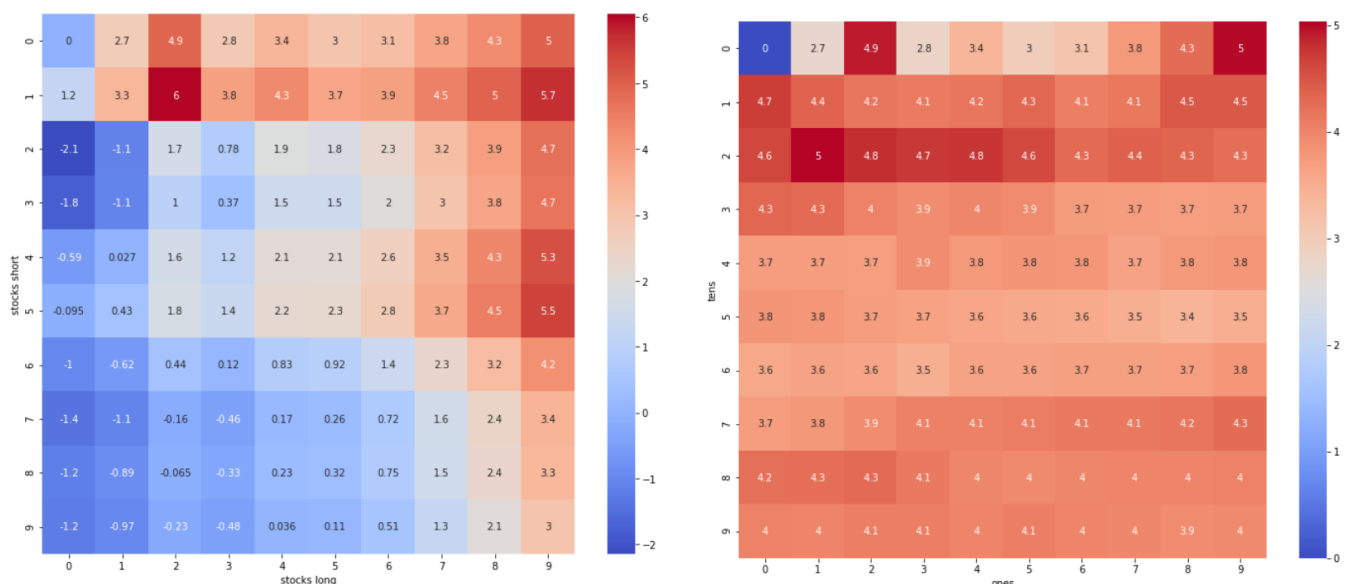 0 0 2.7 4.9 2.8 3.4 3 3.1 3.8 4.3 5
1 1.2 3.3 6 3.8 4.3 3.7 3.9 4.5 5 5.7
2 -2.1 -1.1 1.7 0.78 1.9 1.8 2.3 3.2 3.9 4.7
3 -1.8 -1.1 1 0.37 1.5 1.5 2 3 3.8 4.7
4 -0.59 0.027 1.6 1.2 2.1 2.1 2.6 3.5 4.3 5.3
5 -0.095 0.43 1.8 1.4 2.2 2.3 2.8 3.7 4.5 5.5
6 -1 -0.62 0.44 0.12 0.83 0.92 1.4 2.3 3.2 4.2
7 -1.4 -1.1 -0.16 -0.46 0.17 0.26 0.72 1.6 2.4 3.4
8 -1.2 -0.89 -0.065 -0.33 0.23 0.32 0.75 1.5 2.4 3.3
9 -1.2 -0.97 -0.23 -0.48 0.036 0.11 0.51 1.3 2.1 3
0 1 2 3 4 5 6 7 8 9
stocks long
stocks short
6
5
4
3
2
1
0
−1
−2
0 0 2.7 4.9 2.8 3.4 3 3.1 3.8 4.3 5
1 4.7 4.4 4.2 4.1 4.2 4.3 4.1 4.1 4.5 4.5
2 4.6 5 4.8 4.7 4.8 4.6 4.3 4.4 4.3 4.3
3 4.3 4.3 4 3.9 4 3.9 3.7 3.7 3.7 3.7
4 3.7 3.7 3.7 3.9 3.8 3.8 3.8 3.7 3.8 3.8
5 3.8 3.8 3.7 3.7 3.6 3.6 3.6 3.5 3.4 3.5
6 3.6 3.6 3.6 3.5 3.6 3.6 3.7 3.7 3.7 3.8
7 3.7 3.8 3.9 4.1 4.1 4.1 4.1 4.1 4.2 4.3
8 4.2 4.3 4.3 4.1 4 4 4 4 4 4
9 4 4 4.1 4.1 4 4.1 4 4 3.9 4
0 1 2 3 4 5 6 7 8 9
ones
tens
5
4
3
2
1
0